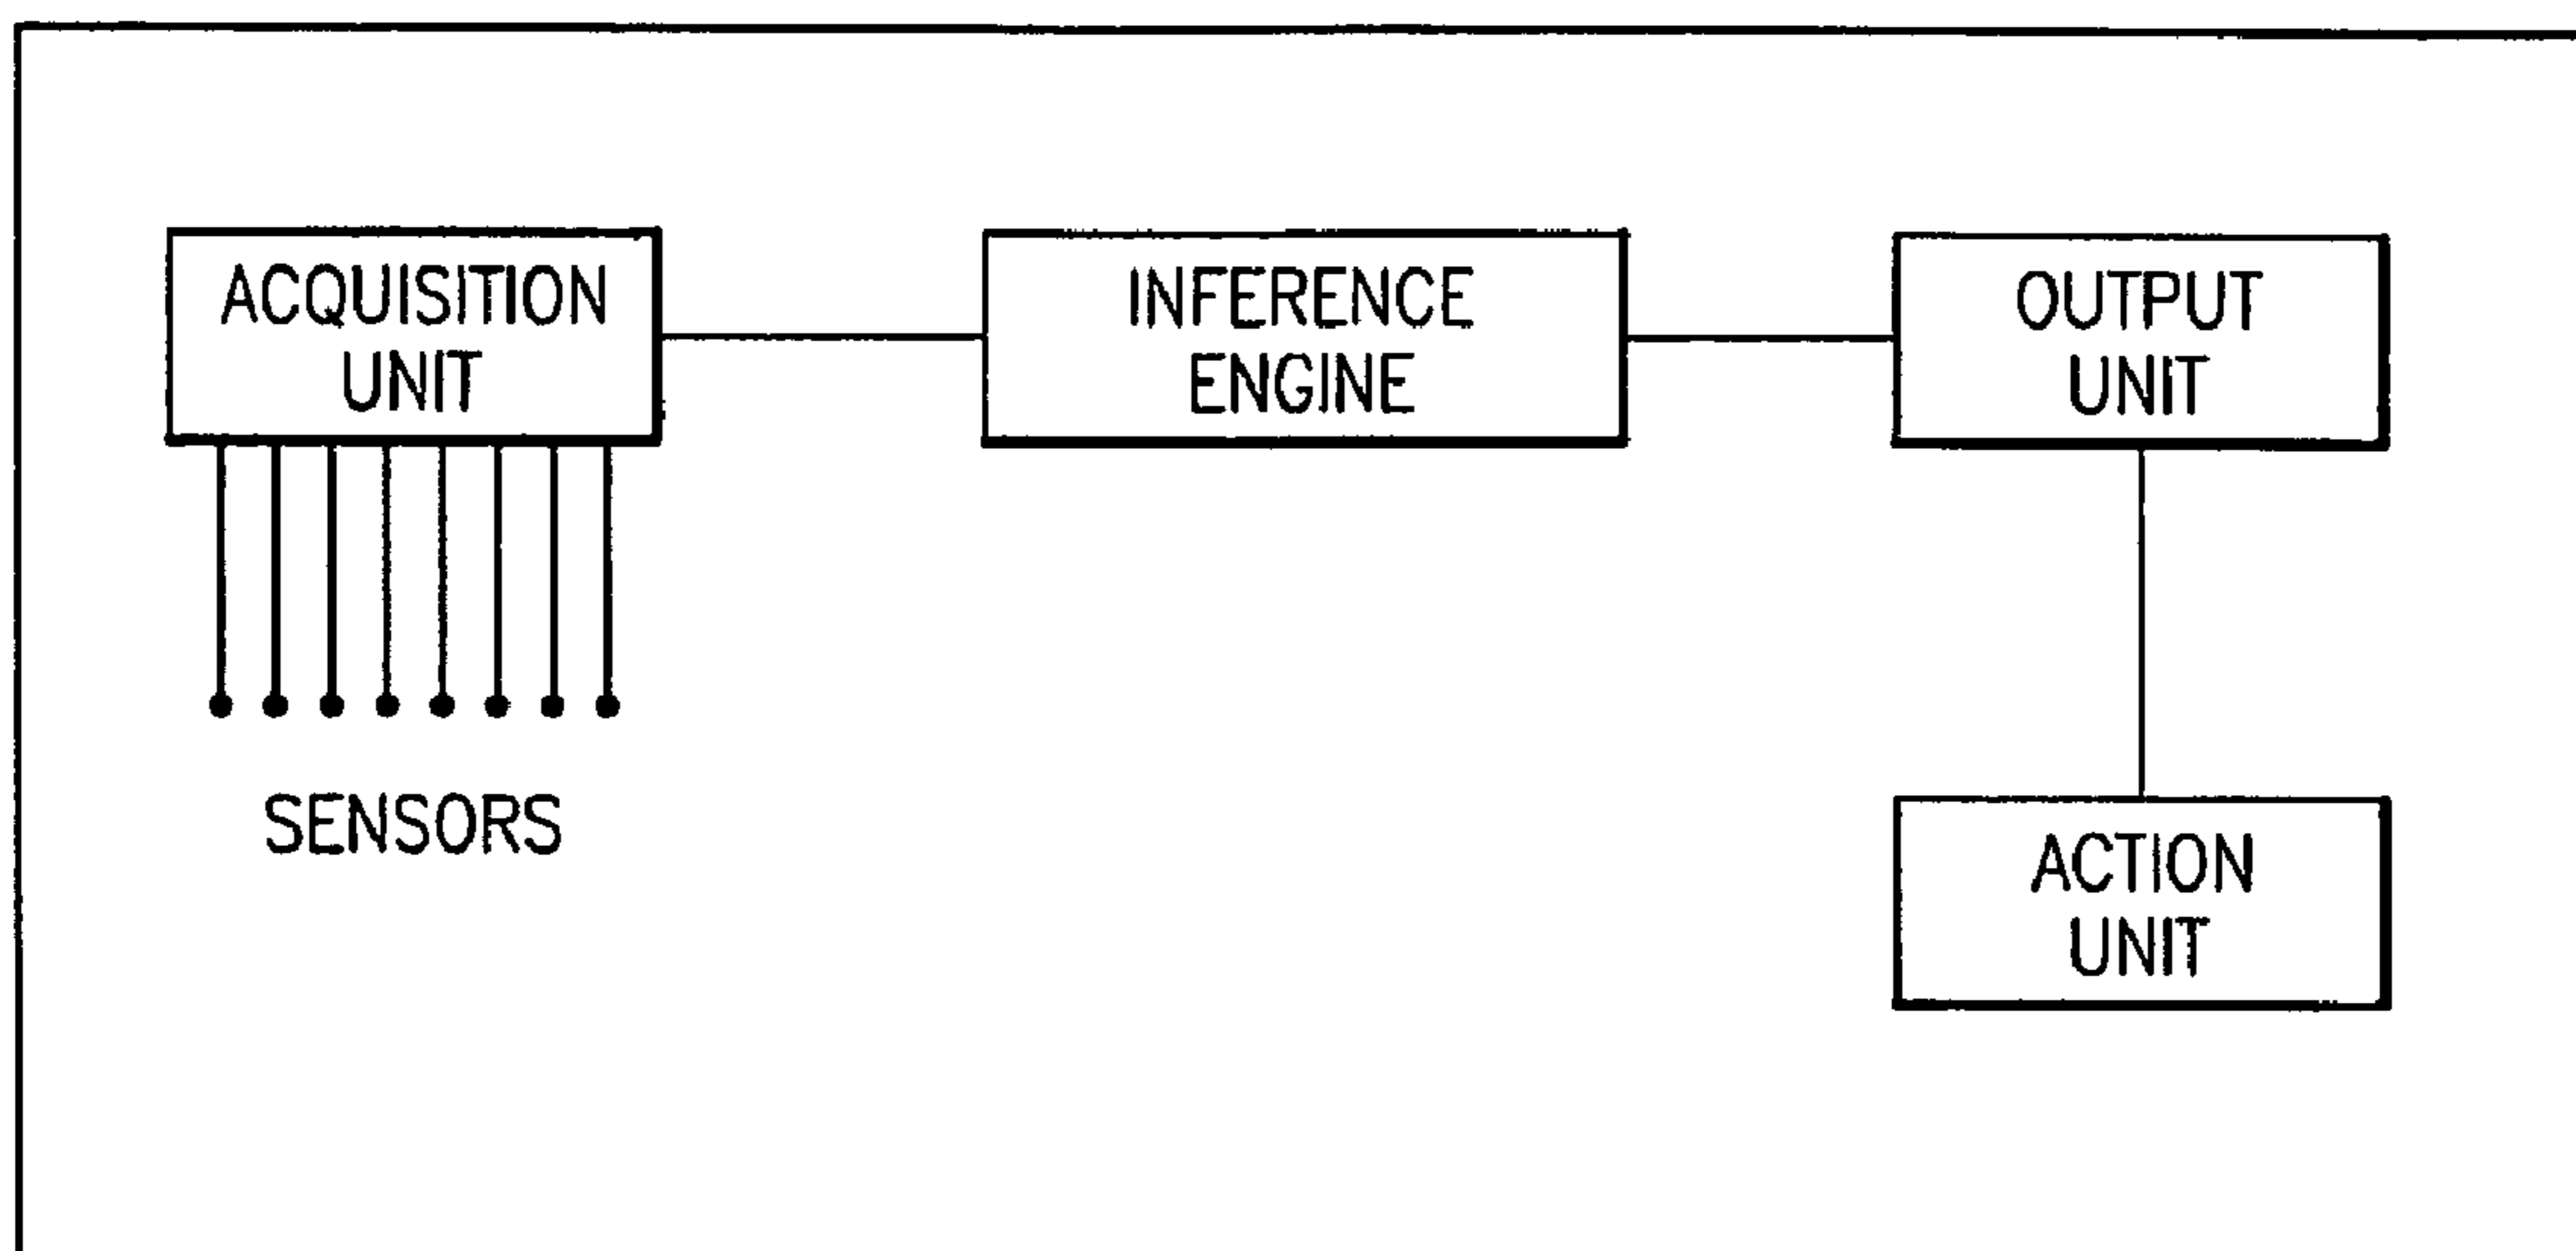 ACQUISITION
UNIT
INFERENCE
ENGINE
OUTPUT
UNIT
SENSORS
ACTION
UNIT